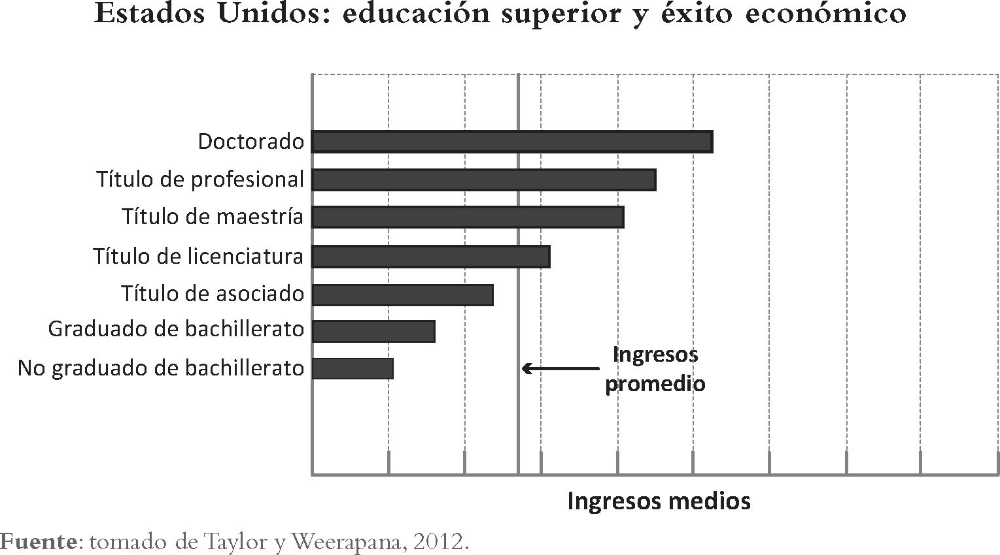 Estados Unidos: educación superior y éxito económico
Doctorado
Título de profesional
Título de maestría
Título de licenciatura
Título de asociado
Graduado de bachillerato
No graduado de bachillerato
Ingresos
promedio
Ingresos medios
Fuente: tomado de Taylor y Weerapana, 2012.